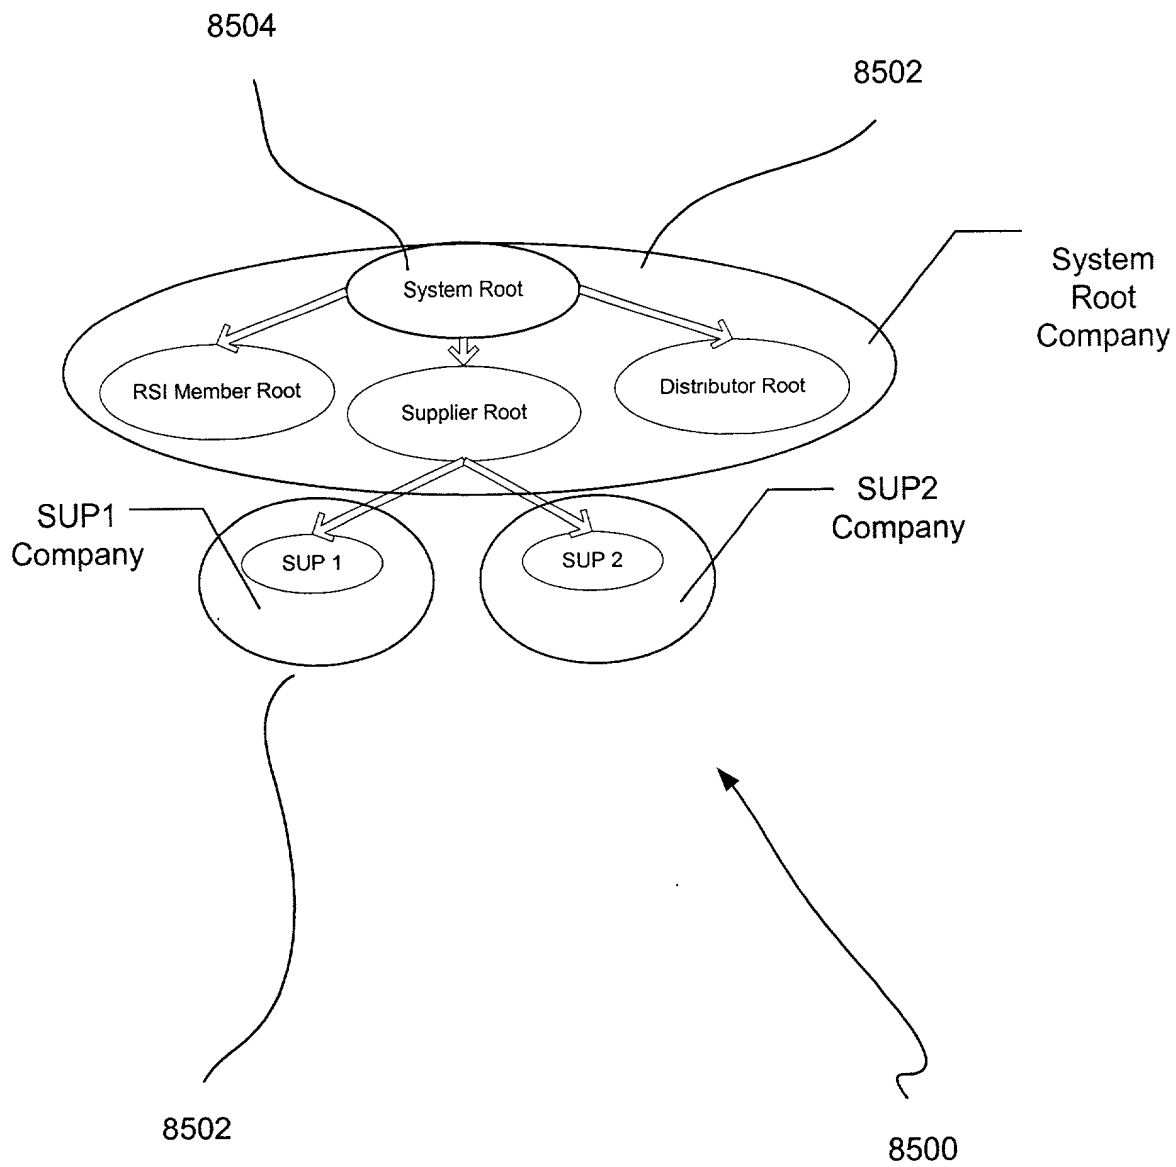 8504
8502
System
Root
Company
System Root
RSI Member Root
Supplier Root
Distributor Root
SUP1
Company
SUP2
Company
SUP 1
SUP 2
8502
8500